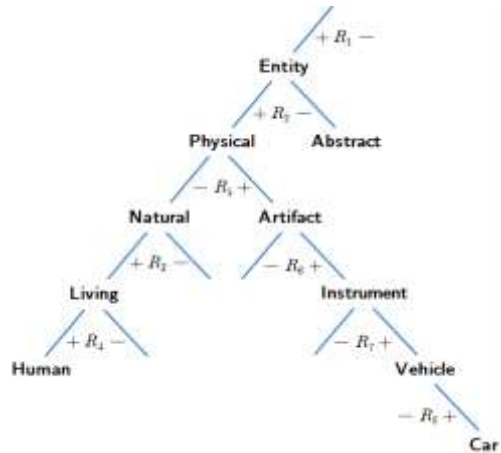 + R₁ −
Entity
+ R₂ −
Physical Abstract
− R₅ +
Natural Artifact
+ R₃ − − R₆ +
Living Instrument
+ R₄ − − R₇ +
Human Vehicle
− R₈ +
Car